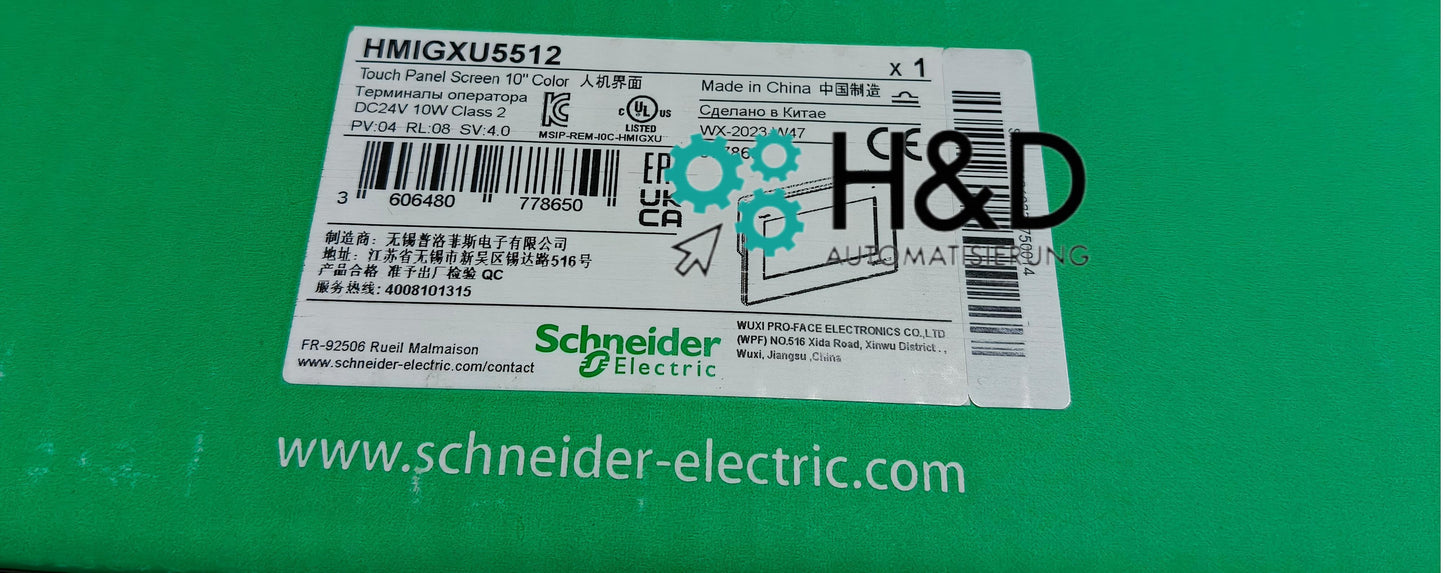 HMIGXU5512
x 1
Touch Panel Screen 10" Color 人机界面
Терминалы оператора
DC24V 10W Class 2
PV:04 RL:08 SV:4.0
C UL US
LISTED
MSIP-REM-I0C-HMIGXU
Made in China 中国制造
Сделано в Китае
WX-2023-W47
CE
UK
CA
3 606480 778650
制造商: 无锡普洛菲斯电子有限公司
地址: 江苏省无锡市新吴区锡达路516号
产品合格 准予出厂检验 QC
服务热线: 4008101315
H&D
AUTOMATISIERUNG
FR-92506 Rueil Malmaison
www.schneider-electric.com/contact
Schneider
Electric
WUXI PRO-FACE ELECTRONICS CO.,LTD
(WPF) NO.516 Xida Road, Xinwu District . ,
Wuxi, Jiangsu ,China
www.schneider-electric.com